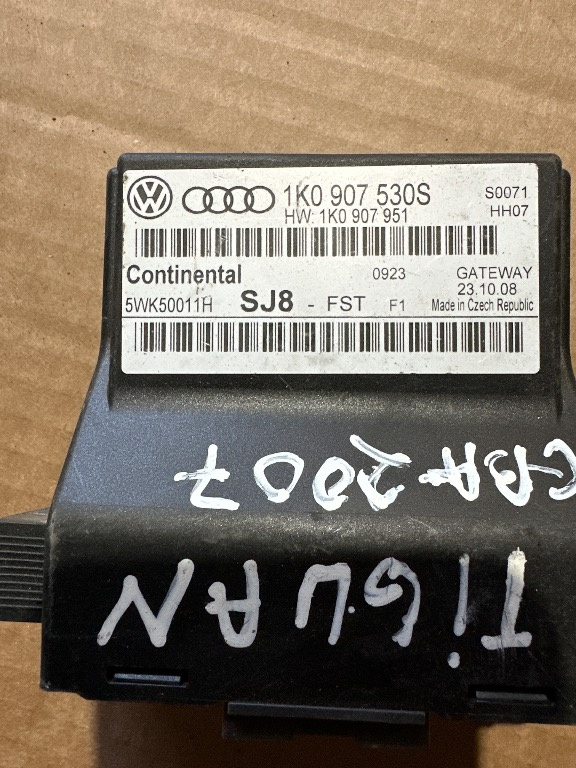 1K0 907 530S S0071
HW: 1K0 907 951 HH07
Continental 0923 GATEWAY
23.10.08
5WK50011H SJ8 - FST F1 Made in Czech Republic
TiGUAN
CBA-2007